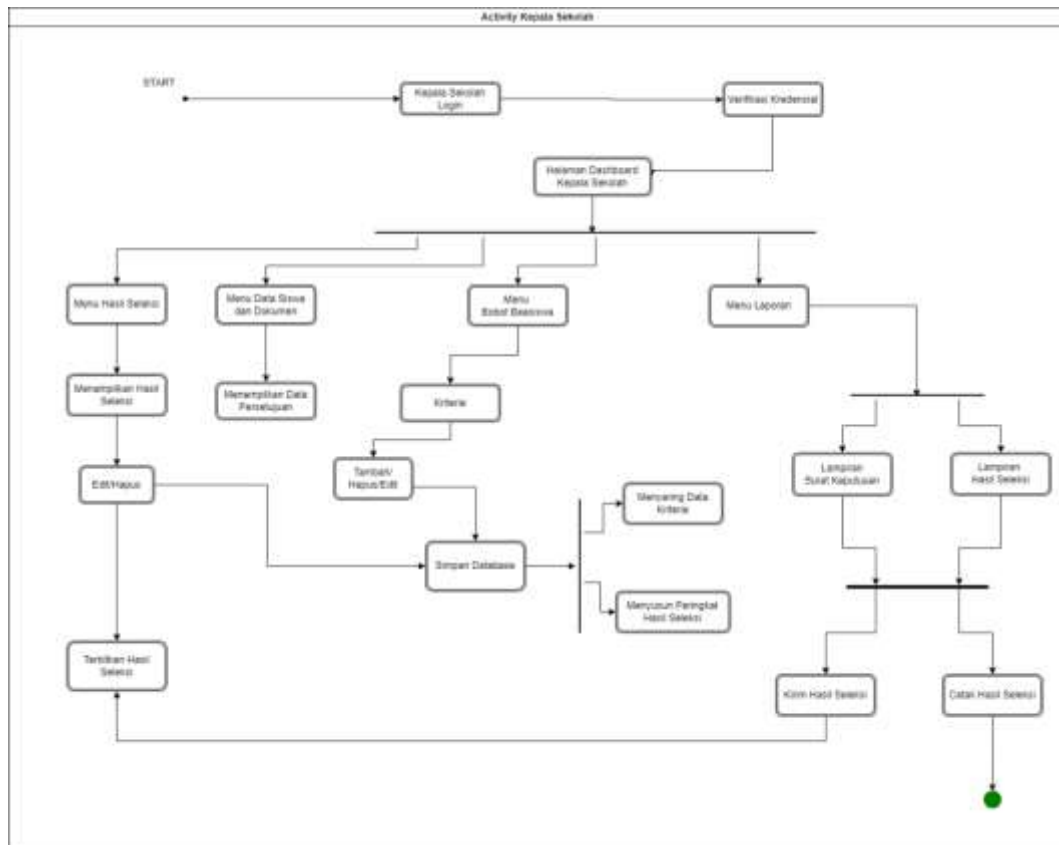 Activity Kepala Sekolah
START
Kepala Sekolah
Login
Verifikasi Kredensial
Halaman Dashboard
Kepala Sekolah
Menu Hasil Seleksi
Menu Data Siswa
dan Dokumen
Menu
Bobot Beasiswa
Menu Laporan
Menampilkan Hasil
Seleksi
Menampilkan Data
Persetujuan
Kriteria
Edit/Hapus
Tambah/
Hapus/Edit
Lampiran
Surat Keputusan
Lampiran
Hasil Seleksi
Menyaring Data
Kriteria
Simpan Database
Menyusun Peringkat
Hasil Seleksi
Terbitkan Hasil
Seleksi
Kirim Hasil Seleksi
Cetak Hasil Seleksi